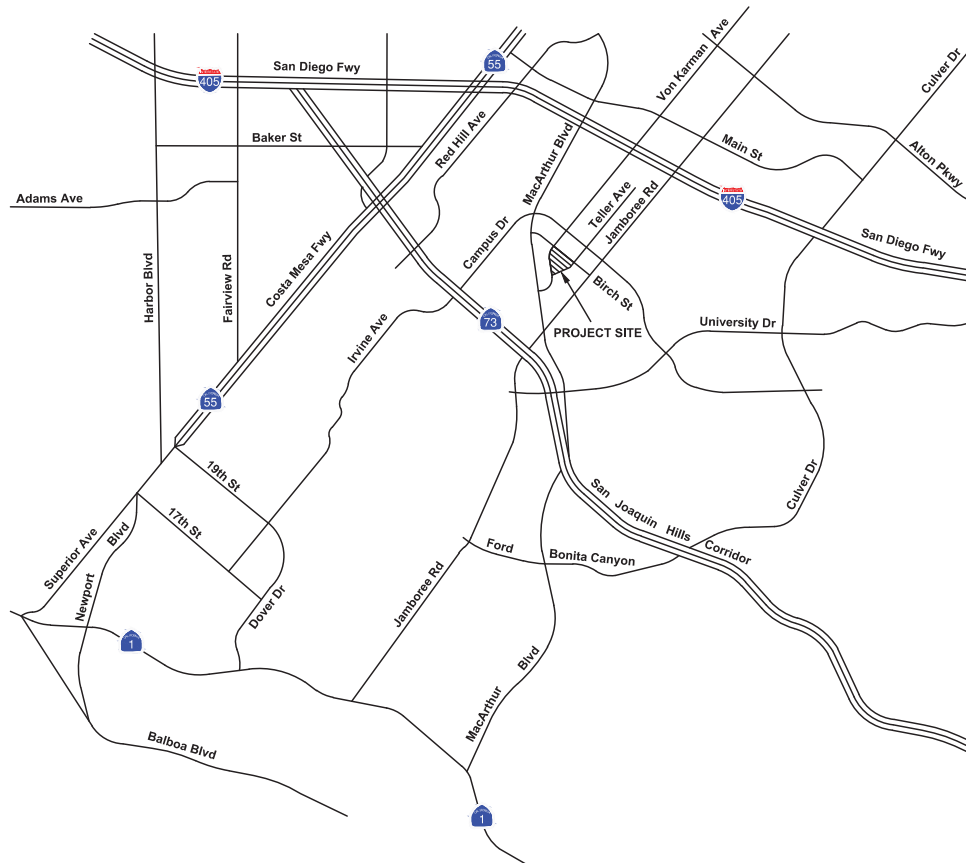 San Diego Fwy
405
55
Von Karman Ave
Culver Dr
Baker St
Red Hill Ave
MacArthur Blvd
Main St
Alton Pkwy
Adams Ave
405
Teller Ave
Jamboree Rd
San Diego Fwy
Campus Dr
Costa Mesa Fwy
Harbor Blvd
Fairview Rd
Birch St
73
PROJECT SITE
University Dr
Irvine Ave
55
19th St
17th St
Culver Dr
San Joaquin Hills Corridor
Superior Ave
Newport Blvd
Ford
Bonita Canyon
Dover Dr
Jamboree Rd
1
MacArthur Blvd
Balboa Blvd
1